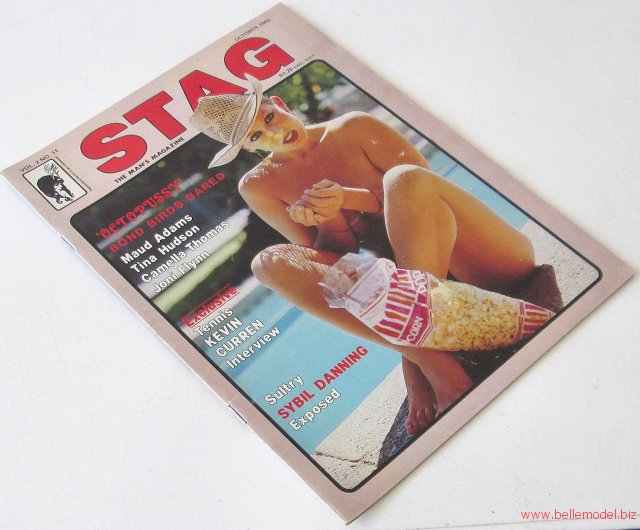 OCTOBER 1983
STAG
THE MAN'S MAGAZINE
VOL. 2 NO. 11
'OCTOPUSSY'
BOND BIRDS BARED
Maud Adams
Tina Hudson
Camella Thomas
Joni Flynn
Exclusive
Tennis
KEVIN
CURREN
Interview
Sultry
SYBIL DANNING
Exposed
CORN
www.bellemodel.biz